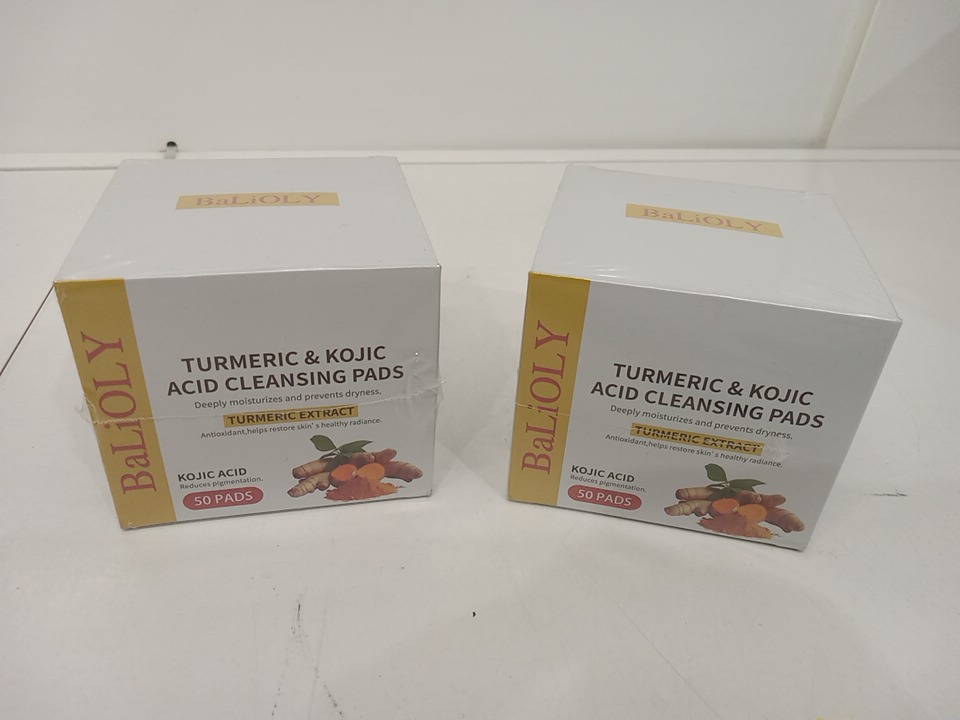 BaLiOLY
BaLiOLY
TURMERIC & KOJIC
ACID CLEANSING PADS
Deeply moisturizes and prevents dryness.
TURMERIC EXTRACT
Antioxidant,helps restore skin's healthy radiance.
KOJIC ACID
Reduces pigmentation.
50 PADS
BaLiOLY
BaLiOLY
TURMERIC & KOJIC
ACID CLEANSING PADS
Deeply moisturizes and prevents dryness.
TURMERIC EXTRACT
Antioxidant,helps restore skin's healthy radiance.
KOJIC ACID
Reduces pigmentation.
50 PADS